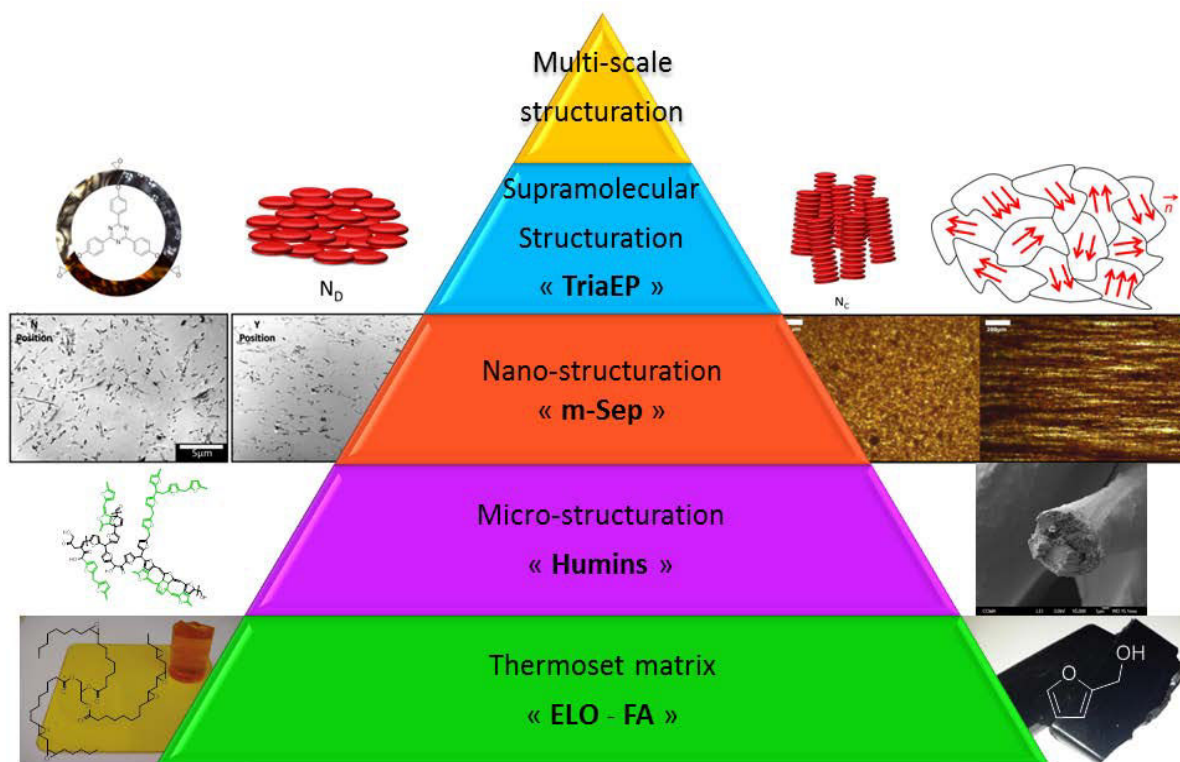 Multi-scale
structuration
Supramolecular
Structuration
« TriaEP »
N_D
N_C
n
N
Position
Y
Position
5µm
200µm
Nano-structuration
« m-Sep »
Micro-structuration
« Humins »
Thermoset matrix
« ELO - FA »
O
OH